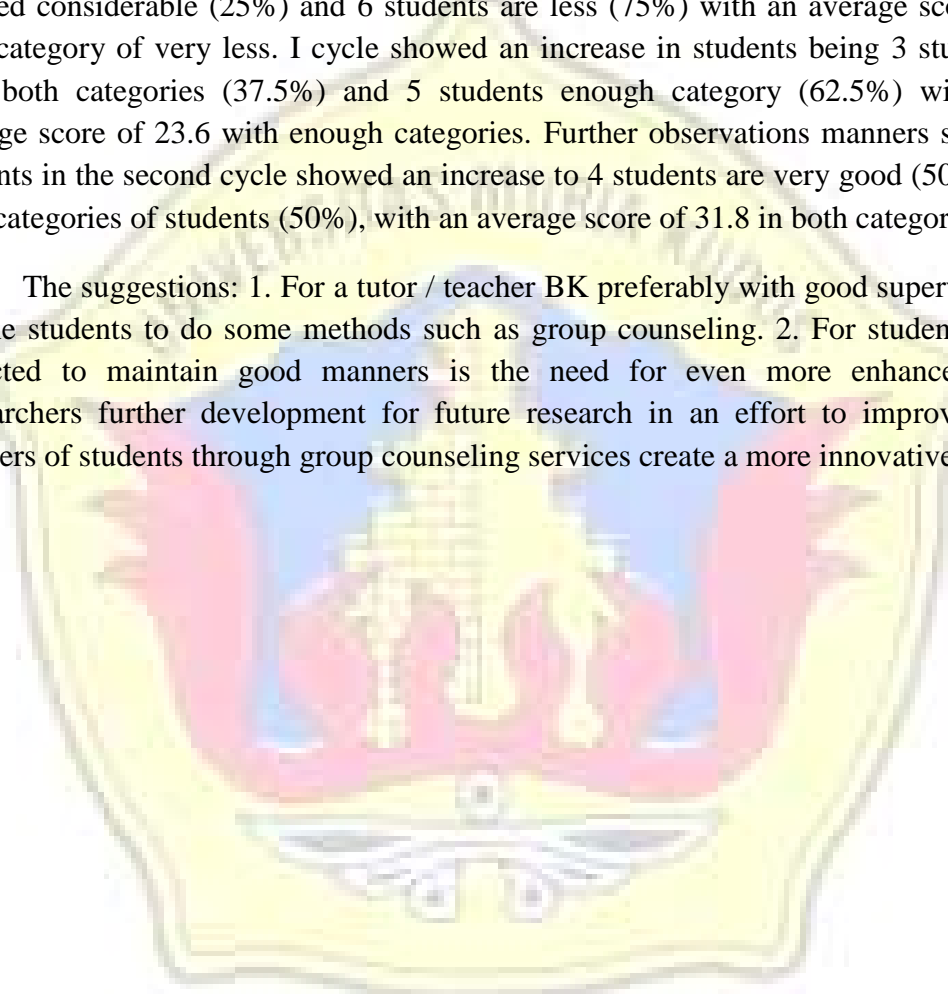 ed considerable (25%) and 6 students are less (75%) with an average sco
category of very less. I cycle showed an increase in students being 3 stu
both categories (37.5%) and 5 students enough category (62.5%) wi
ge score of 23.6 with enough categories. Further observations manners s
nts in the second cycle showed an increase to 4 students are very good (50
categories of students (50%), with an average score of 31.8 in both categor
The suggestions: 1. For a tutor / teacher BK preferably with good super
e students to do some methods such as group counseling. 2. For studen
cted to maintain good manners is the need for even more enhance
archers further development for future research in an effort to improv
ers of students through group counseling services create a more innovative